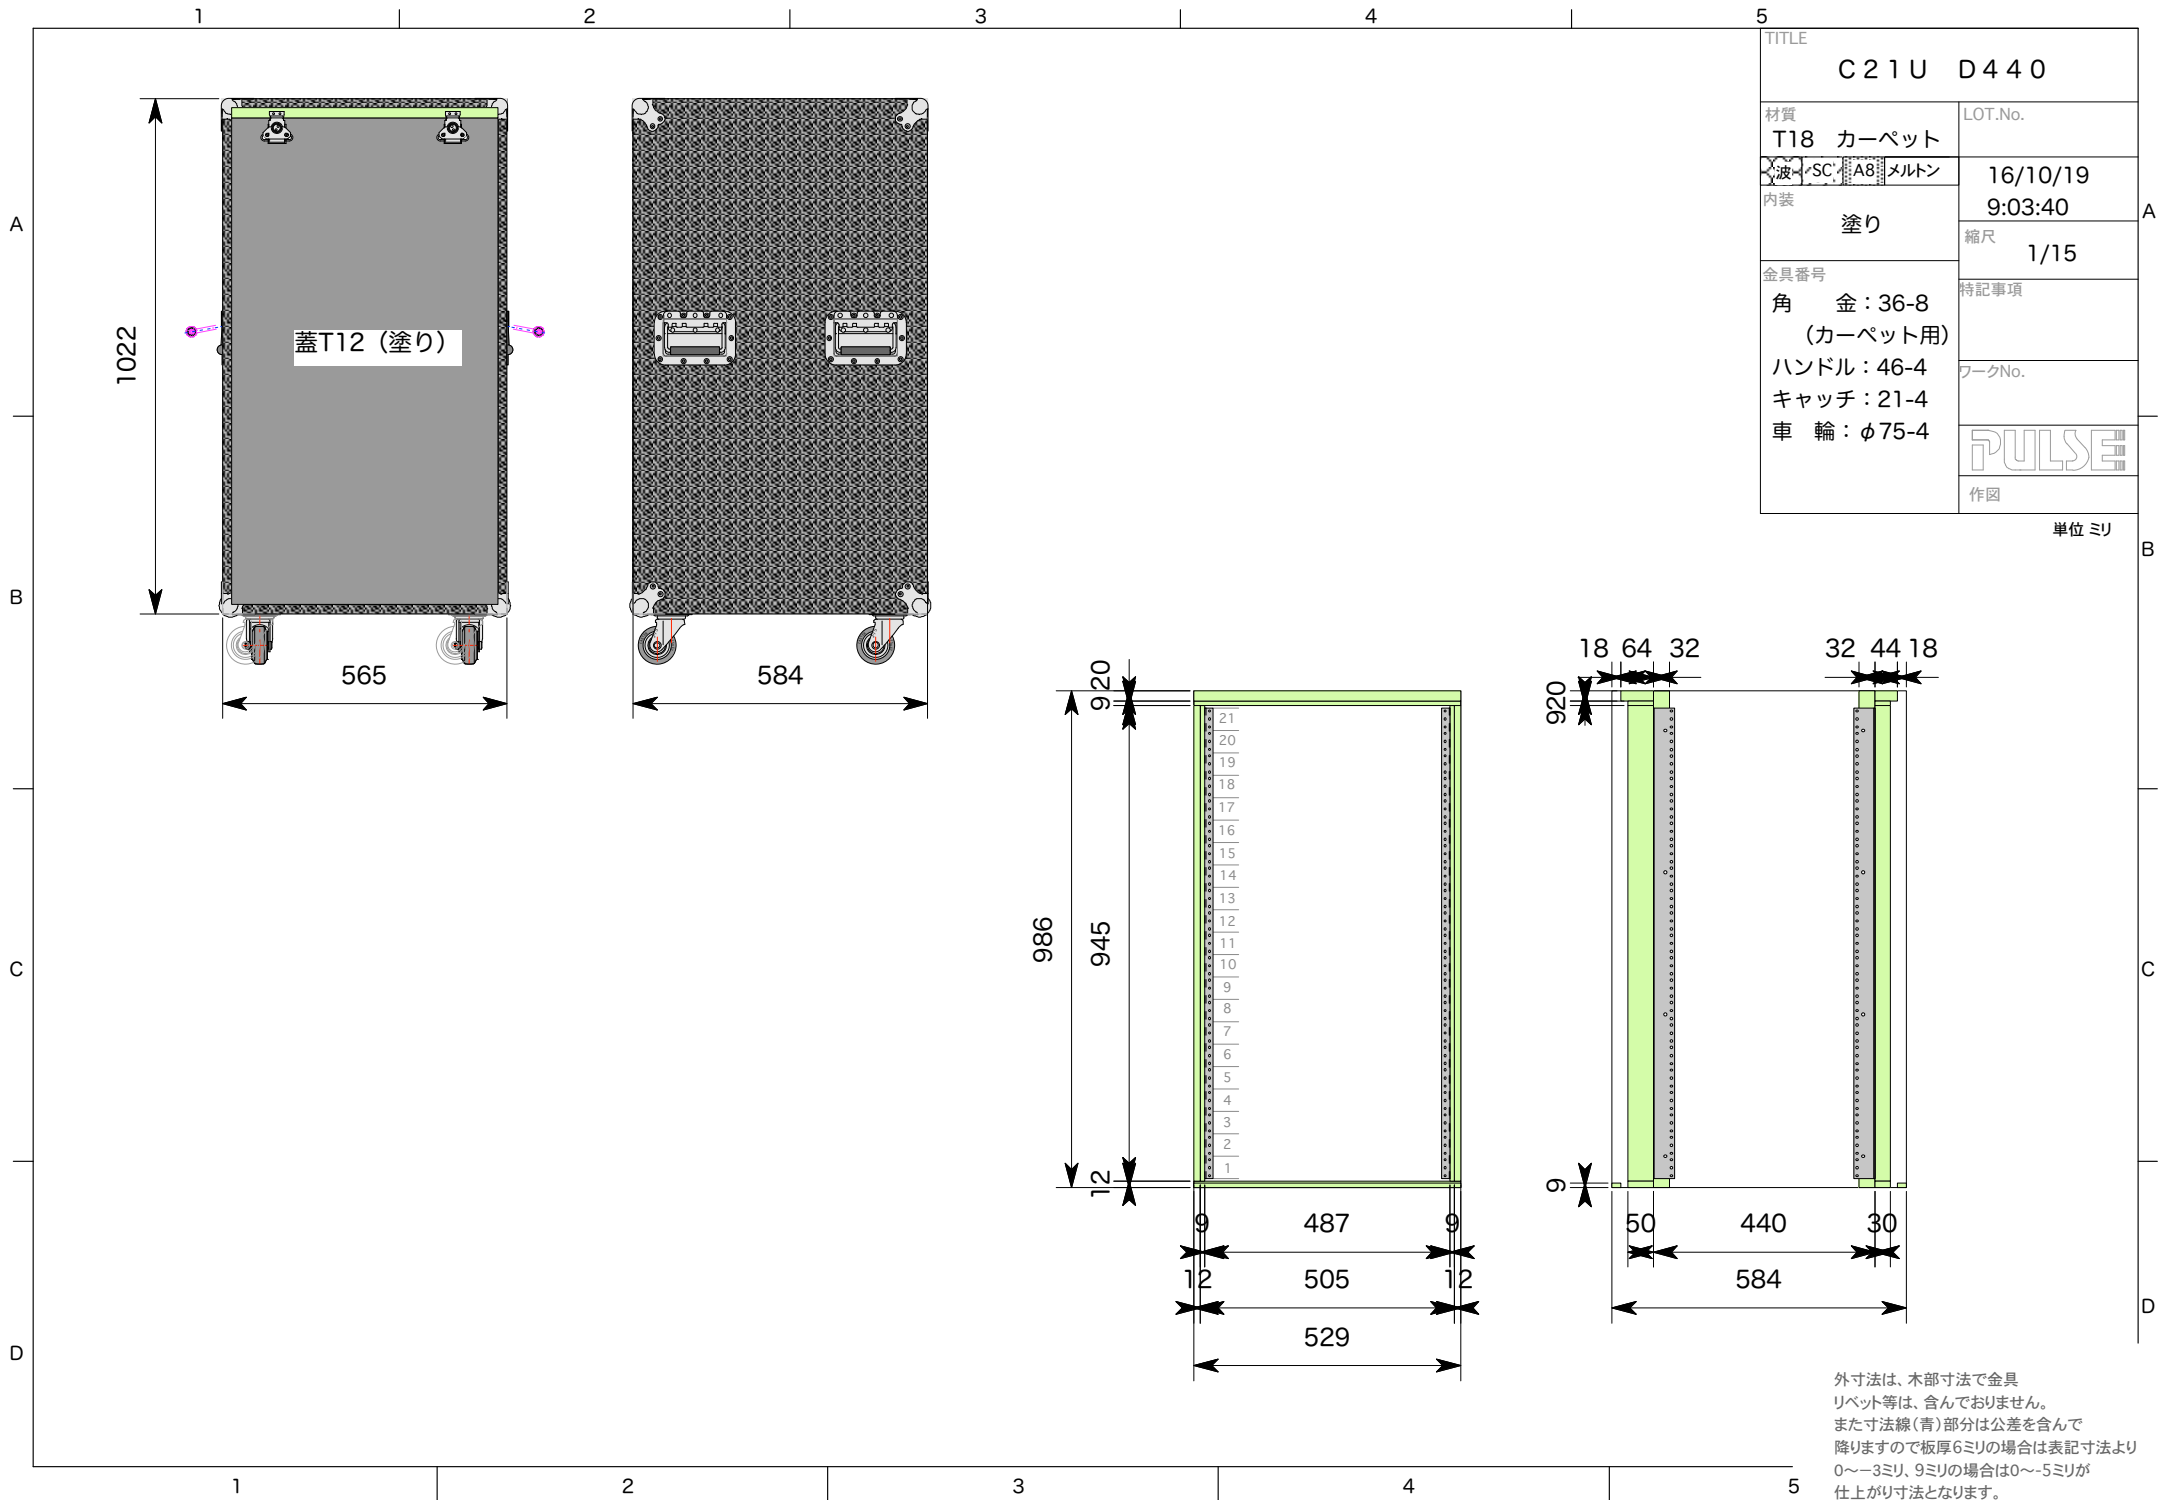 1 2 3 4 5
A
B
C
D
A
B
C
D
1 2 3 4 5
TITLE
C21U D440
材質
T18 カーペット
波 SC A8 メルトン
内装
塗り
金具番号
角 金：36-8
（カーペット用）
ハンドル：46-4
キャッチ：21-4
車 輪：φ75-4
LOT.No.
16/10/19
9:03:40
縮尺
1/15
特記事項
ワークNo.
PULSE
作図
単位 ミリ
1022
蓋T12（塗り）
565
584
20
9
986
945
12
21
20
19
18
17
16
15
14
13
12
11
10
9
8
7
6
5
4
3
2
1
9 487 9
12 505 12
529
18 64 32 32 44 18
920
9
50 440 30
584
外寸法は、木部寸法で金具
リベット等は、含んでおりません。
また寸法線（青）部分は公差を含んで
降りますので板厚6ミリの場合は表記寸法より
0〜−3ミリ、9ミリの場合は0〜-5ミリが
仕上がり寸法となります。